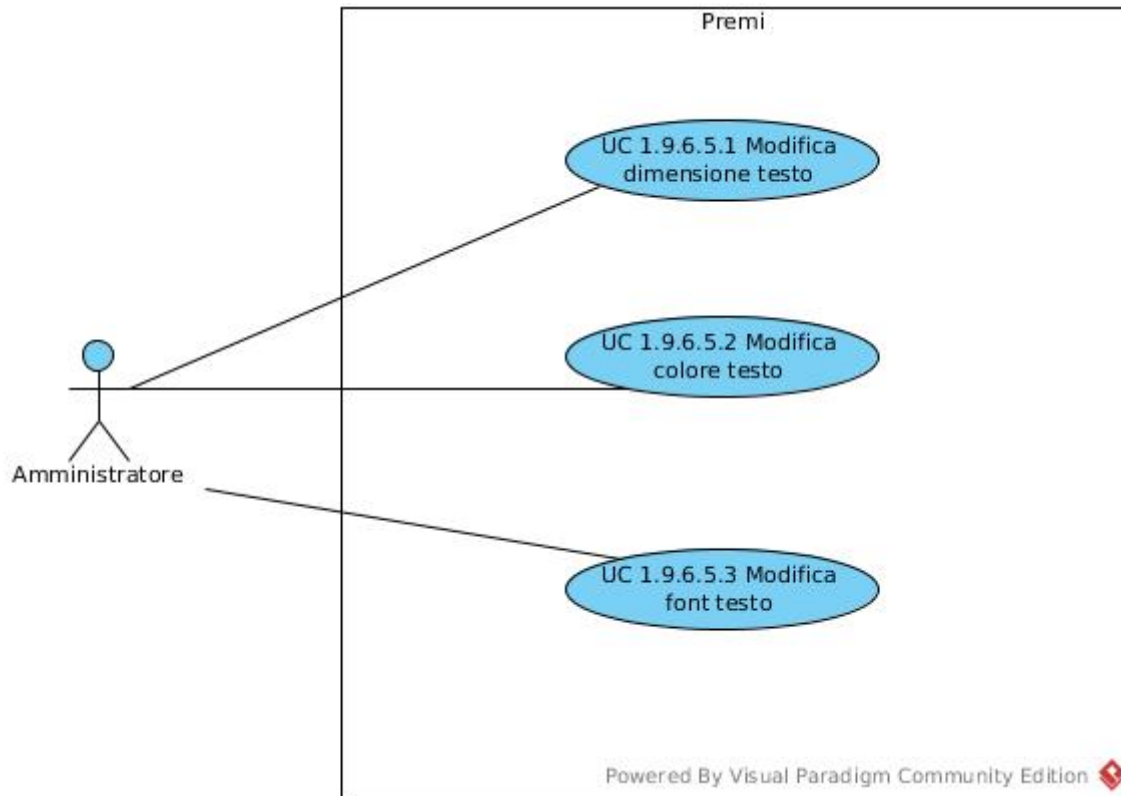 Premi
UC 1.9.6.5.1 Modifica
dimensione testo
UC 1.9.6.5.2 Modifica
colore testo
Amministratore
UC 1.9.6.5.3 Modifica
font testo
Powered By Visual Paradigm Community Edition